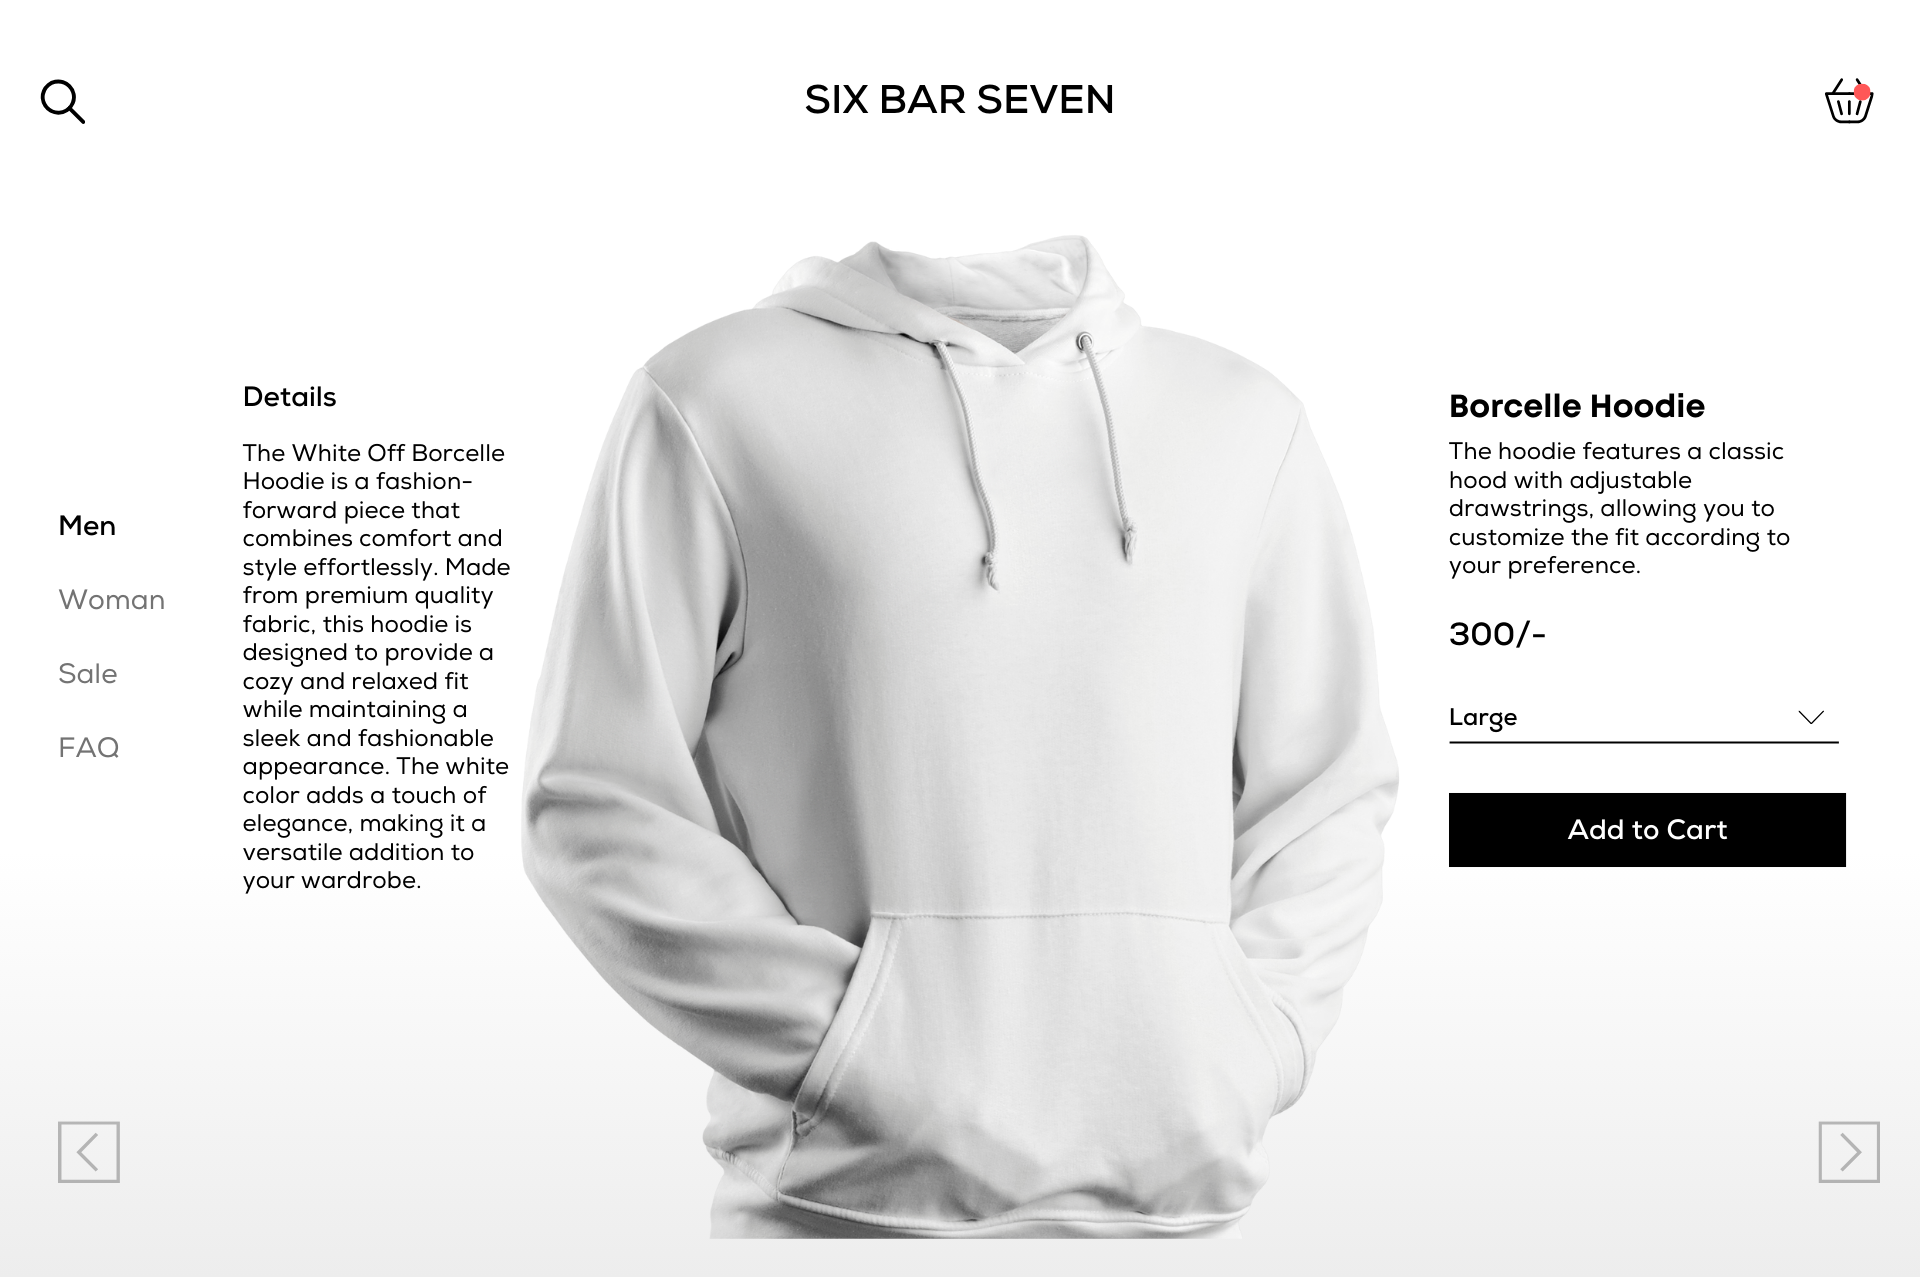 SIX BAR SEVEN
Men
Woman
Sale
FAQ
Details
The White Off Borcelle
Hoodie is a fashion-
forward piece that
combines comfort and
style effortlessly. Made
from premium quality
fabric, this hoodie is
designed to provide a
cozy and relaxed fit
while maintaining a
sleek and fashionable
appearance. The white
color adds a touch of
elegance, making it a
versatile addition to
your wardrobe.
Borcelle Hoodie
The hoodie features a classic
hood with adjustable
drawstrings, allowing you to
customize the fit according to
your preference.
300/-
Large
Add to Cart